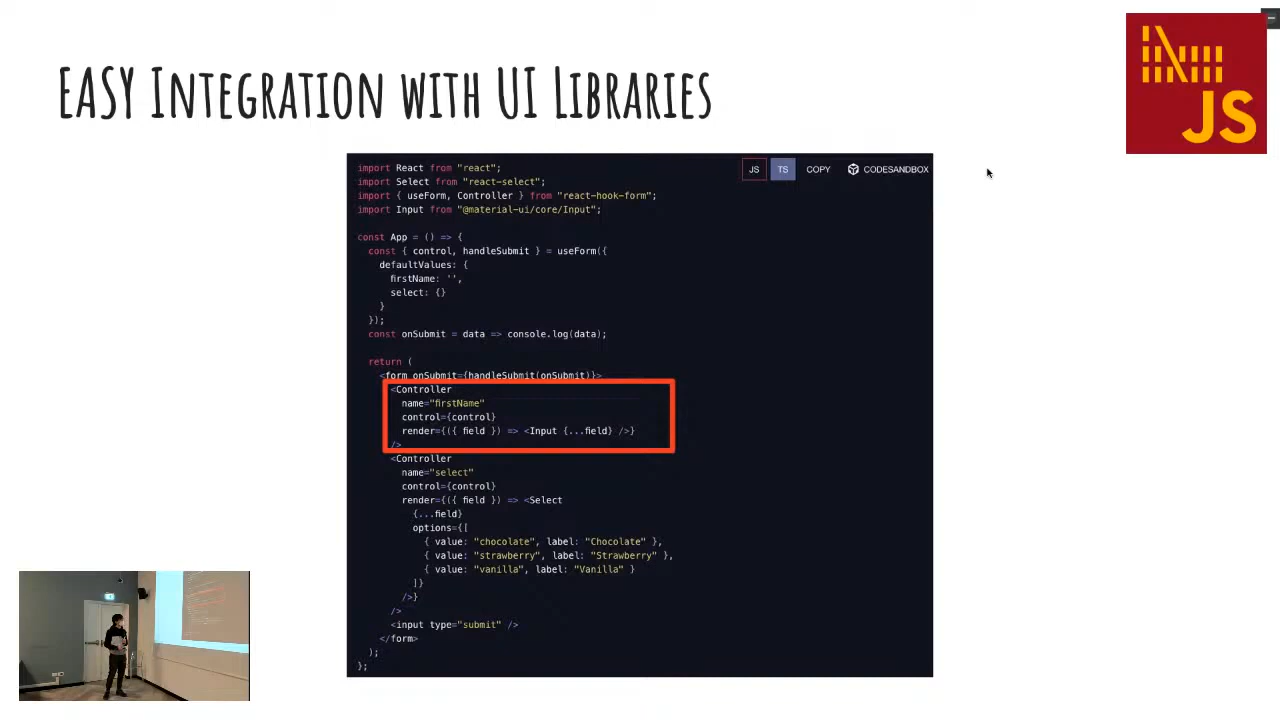 EASY Integration with UI Libraries
JS
JS TS COPY CODESANDBOX
import React from "react";
import Select from "react-select";
import { useForm, Controller } from "react-hook-form";
import Input from "@material-ui/core/Input";
const App = () => {
const { control, handleSubmit } = useForm({
defaultValues: {
firstName: '',
select: {}
}
});
const onSubmit = data => console.log(data);
return (
<form onSubmit={handleSubmit(onSubmit)}>
<Controller
name="firstName"
control={control}
render={({ field }) => <Input {...field} />}
/>
<Controller
name="select"
control={control}
render={({ field }) => <Select
{...field}
options={[
{ value: "chocolate", label: "Chocolate" },
{ value: "strawberry", label: "Strawberry" },
{ value: "vanilla", label: "Vanilla" }
]}
/>}
/>
<input type="submit" />
</form>
);
};